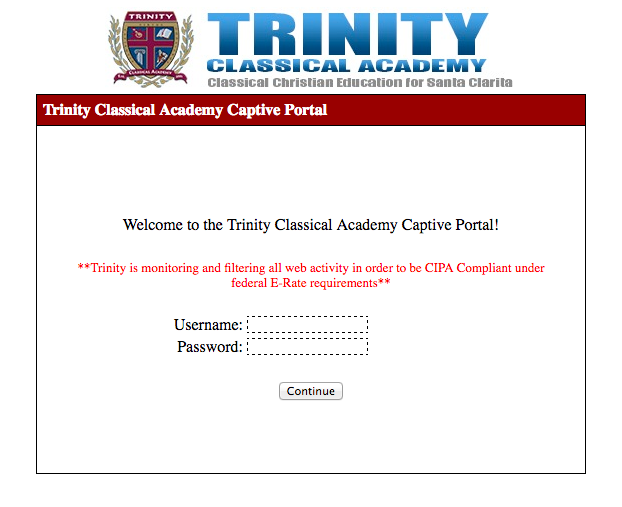 TRINITY
CLASSICAL ACADEMY
TRINITY
CLASSICAL ACADEMY
Classical Christian Education for Santa Clarita
Trinity Classical Academy Captive Portal
Welcome to the Trinity Classical Academy Captive Portal!
**Trinity is monitoring and filtering all web activity in order to be CIPA Compliant under
federal E-Rate requirements**
Username:
Password:
Continue